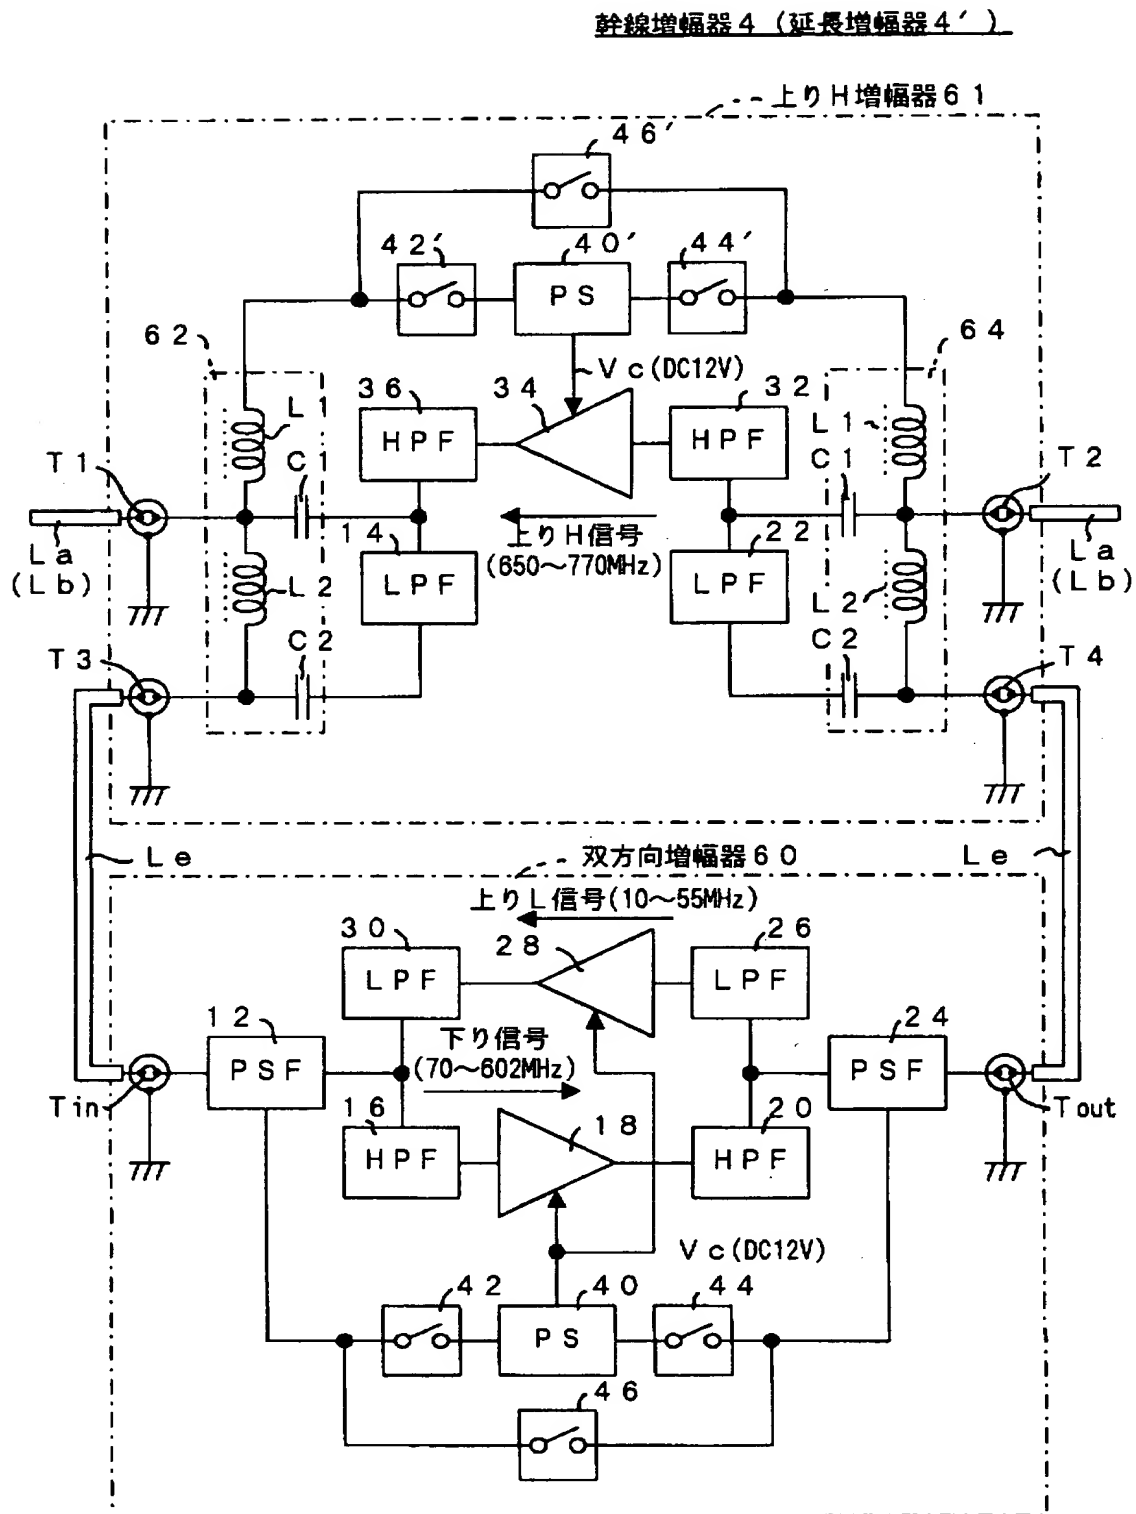 幹線増幅器4(延長増幅器4′)
上りH増幅器61
46′
42′
40′
44′
PS
62
64
Vc(DC12V)
36
34
32
HPF
HPF
L1
L1
C1
C1
T1
T2
14
上りH信号
(650〜770MHz)
22
La
(Lb)
La
(Lb)
LPF
LPF
L2
L2
C2
C2
T3
T4
Le
Le
双方向増幅器60
上りL信号(10〜55MHz)
30
28
26
LPF
LPF
12
下り信号
(70〜602MHz)
24
PSF
PSF
Tin
Tout
16
18
20
HPF
HPF
Vc(DC12V)
42
40
44
PS
46